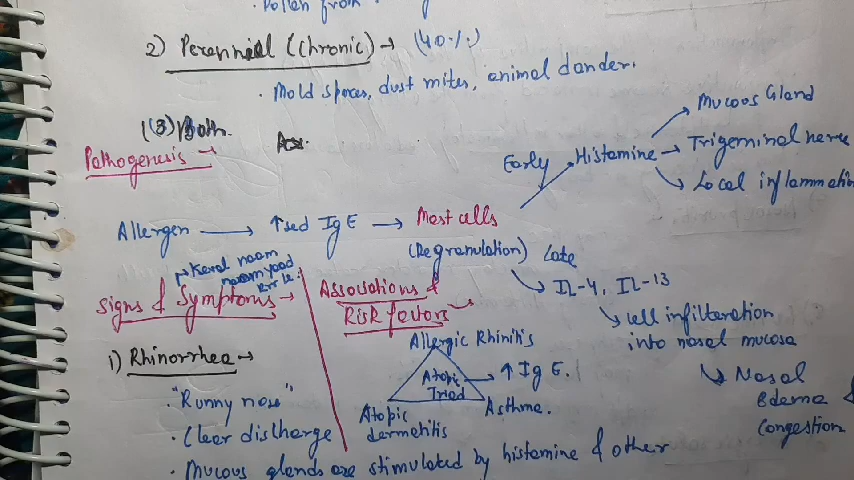 · Pollen from
2) Perennial (chronic) → (40%)
· Mold spores, dust mites, animal dander.
(3) Both.
Pathogenesis →
Early
Histamine → Mucous Gland
→ Trigeminal nerve
→ Local inflammation
Allergen → ↑sed IgE → Mast cells
(Degranulation) Late
→ IL-4, IL-13
→ cell infilteration
into nasal mucosa
→ Nasal
Edema &
Congestion
Signs & Symptoms →
1) Rhinorrhea →
· "Runny nose"
· Clear discharge
· Mucous glands are stimulated by histamine & other
Associations &
Risk factors →
Allergic Rhinitis
Atopic Triad → ↑ IgE.
Atopic dermatitis
Asthma.